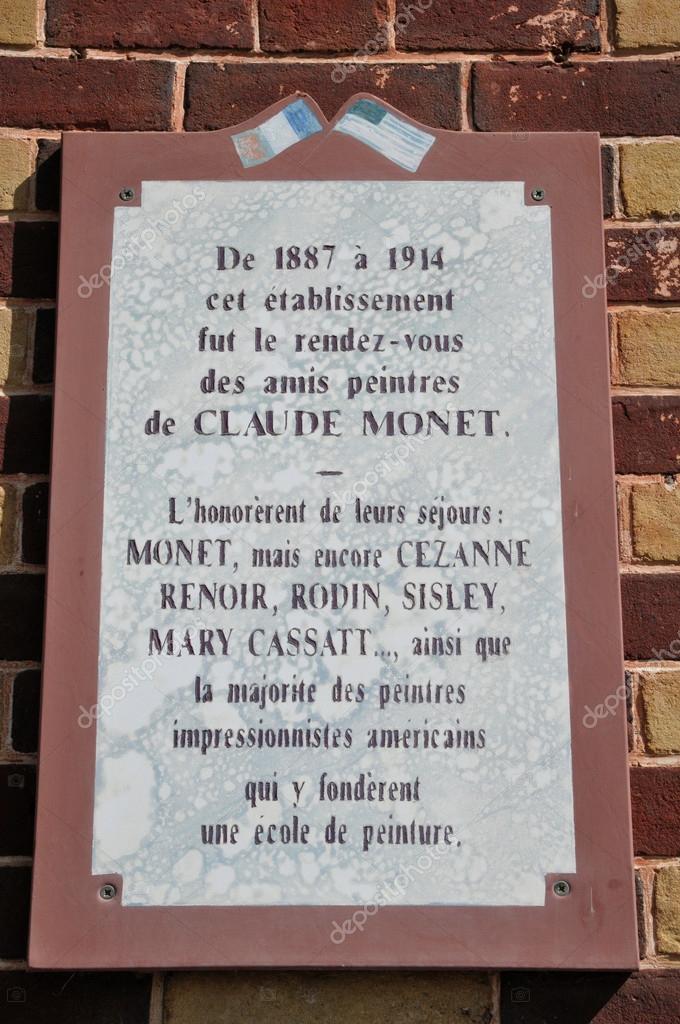 De 1887 à 1914
cet établissement
fut le rendez-vous
des amis peintres
de CLAUDE MONET.
—
L'honorèrent de leurs séjours :
MONET, mais encore CEZANNE
RENOIR, RODIN, SISLEY,
MARY CASSATT..., ainsi que
la majorite des peintres
impressionnistes américains
qui y fondèrent
une école de peinture.